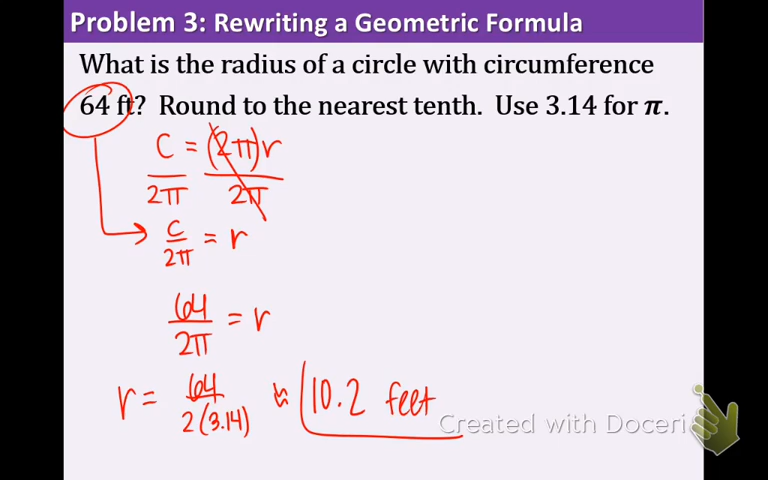 Problem 3: Rewriting a Geometric Formula
What is the radius of a circle with circumference
64 ft? Round to the nearest tenth. Use 3.14 for π.
C = (2π)r
2π 2π
C/2π = r
64/2π = r
r = 64/2(3.14) ≈ 10.2 feet
Created with Doceri